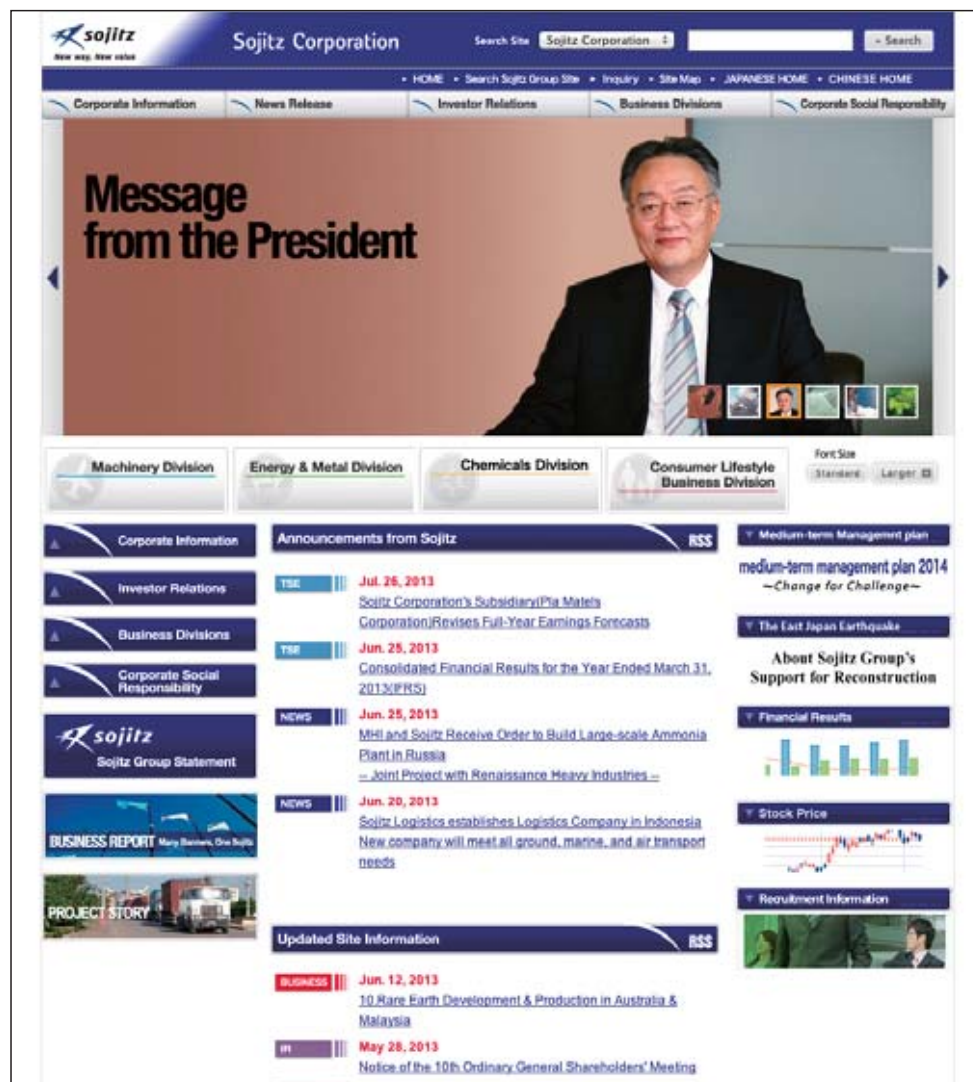 sojitz
New way, New value
Sojitz Corporation
Search Site
Sojitz Corporation
Search
HOME
Search Sojitz Group Site
Inquiry
Site Map
JAPANESE HOME
CHINESE HOME
Corporate Information
News Release
Investor Relations
Business Divisions
Corporate Social Responsibility
Message
from the President
Machinery Division
Energy & Metal Division
Chemicals Division
Consumer Lifestyle
Business Division
Font Size
Standard
Larger
Corporate Information
Investor Relations
Business Divisions
Corporate Social
Responsibility
sojitz
Sojitz Group Statement
BUSINESS REPORT Many Banners, One Sojitz
PROJECT STORY
Announcements from Sojitz
RSS
TSE
Jul. 26, 2013
Sojitz Corporation's Subsidiary(Pla Matels
Corporation)Revises Full-Year Earnings Forecasts
TSE
Jun. 25, 2013
Consolidated Financial Results for the Year Ended March 31,
2013(IFRS)
NEWS
Jun. 25, 2013
MHI and Sojitz Receive Order to Build Large-scale Ammonia
Plant in Russia
-- Joint Project with Renaissance Heavy Industries --
NEWS
Jun. 20, 2013
Sojitz Logistics establishes Logistics Company in Indonesia
New company will meet all ground, marine, and air transport
needs
Updated Site Information
RSS
BUSINESS
Jun. 12, 2013
10.Rare Earth Development & Production in Australia &
Malaysia
IR
May 28, 2013
Notice of the 10th Ordinary General Shareholders' Meeting
Medium-term Managemnt plan
medium-term management plan 2014
~Change for Challenge~
The East Japan Earthquake
About Sojitz Group's
Support for Reconstruction
Financial Results
Stock Price
Recruitment Information